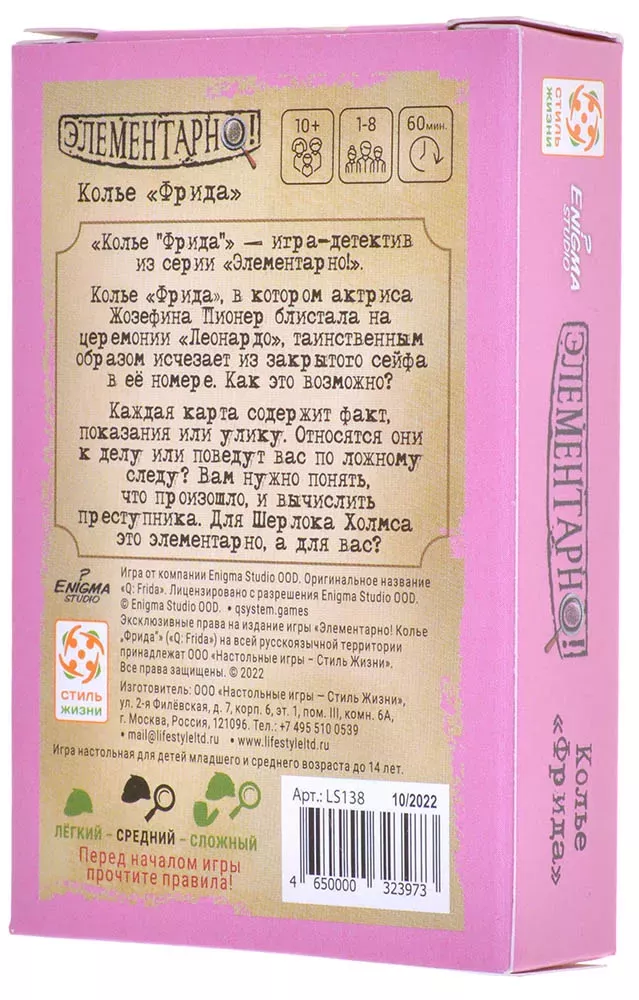 ЭЛЕМЕНТАРНО!
10+
1-8
60мин.
Колье «Фрида»
«Колье "Фрида"» — игра-детектив
из серии «Элементарно!».
Колье «Фрида», в котором актриса
Жозефина Пионер блистала на
церемонии «Леонардо», таинственным
образом исчезает из закрытого сейфа
в её номере. Как это возможно?
Каждая карта содержит факт,
показания или улику. Относятся они
к делу или поведут вас по ложному
следу? Вам нужно понять,
что произошло, и вычислить
преступника. Для Шерлока Холмса
это элементарно, а для вас?
ENIGMA
STUDIO
Игра от компании Enigma Studio OOD. Оригинальное название
«Q: Frida». Лицензировано с разрешения Enigma Studio OOD.
© Enigma Studio OOD. • qsystem.games
Эксклюзивные права на издание игры «Элементарно! Колье
„Фрида“» («Q: Frida») на всей русскоязычной территории
принадлежат ООО «Настольные игры – Стиль Жизни».
Все права защищены. © 2022
СТИЛЬ
ЖИЗНИ
Изготовитель: ООО «Настольные игры — Стиль Жизни»,
ул. 2-я Филёвская, д. 7, корп. 6, эт. 1, пом. III, комн. 6А,
г. Москва, Россия, 121096. Тел.: +7 495 510 0539
• mail@lifestyleltd.ru • www.lifestyleltd.ru
Игра настольная для детей младшего и среднего возраста до 14 лет.
ЛЁГКИЙ – СРЕДНИЙ – СЛОЖНЫЙ
Перед началом игры
прочтите правила!
Арт.: LS138
10/2022
4 650000 323973
СТИЛЬ
ЖИЗНИ
ENIGMA
STUDIO
ЭЛЕМЕНТАРНО!
Колье
«Фрида»